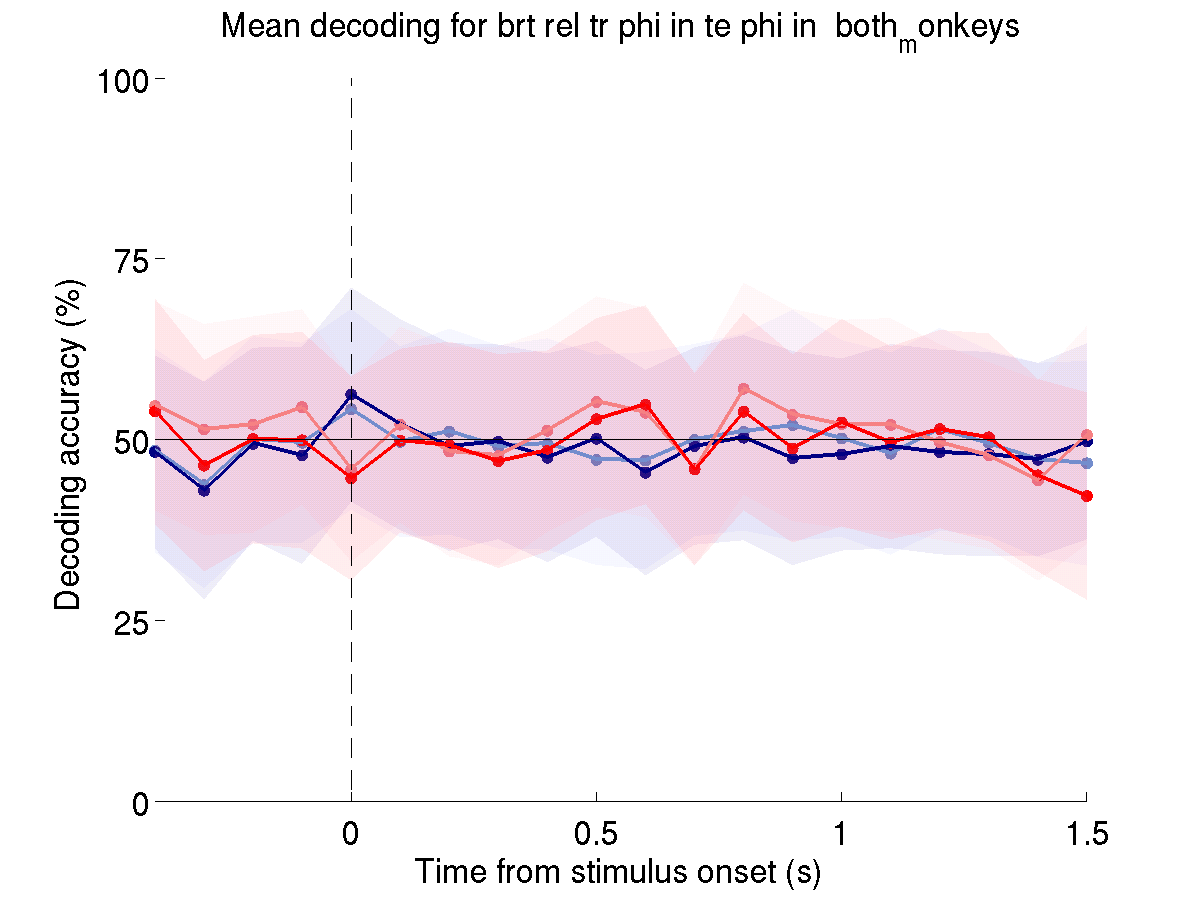 Mean decoding for brt rel tr phi in te phi in both_monkeys
100
75
50
25
0
Decoding accuracy (%)
0 0.5 1 1.5
Time from stimulus onset (s)